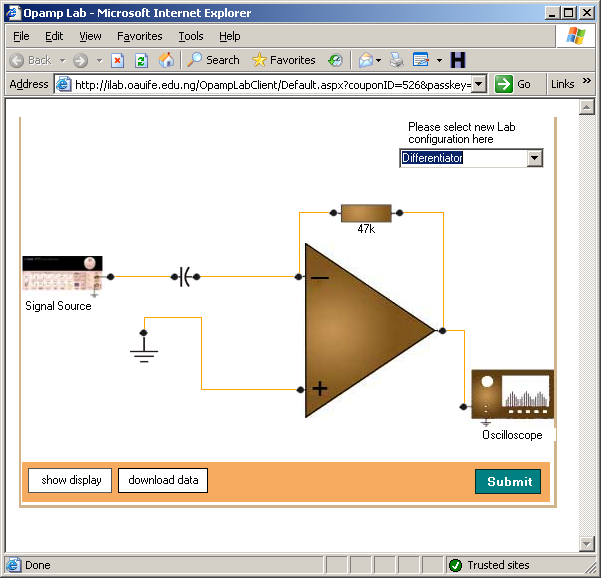 Opamp Lab - Microsoft Internet Explorer
File Edit View Favorites Tools Help
Back Search Favorites
Address http://ilab.oauife.edu.ng/OpampLabClient/Default.aspx?couponID=526&passkey= Go Links »
Please select new Lab
configuration here
Differentiator
47k
Signal Source
−
+
Oscilloscope
show display download data Submit
Done Trusted sites